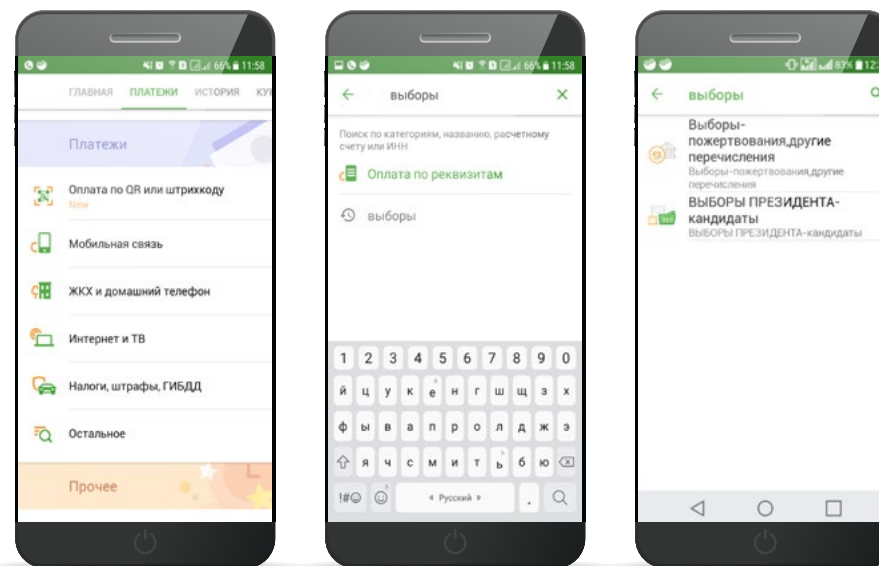 66% 11:58
ГЛАВНАЯ ПЛАТЕЖИ ИСТОРИЯ
Платежи
Оплата по QR или штрихкоду
New
Мобильная связь
ЖКХ и домашний телефон
Интернет и ТВ
Налоги, штрафы, ГИБДД
Остальное
Прочее
66% 11:58
выборы
Поиск по категориям, названию, расчетному
счету или ИНН
Оплата по реквизитам
выборы
1 2 3 4 5 6 7 8 9 0
й ц у к е н г ш щ з х
ф ы в а п р о л д ж э
я ч с м и т ь б ю
!#☺ Русский .
83% 12:
выборы
Выборы-
пожертвования,другие
перечисления
Выборы-пожертвования,другие
перечисления
ВЫБОРЫ ПРЕЗИДЕНТА-
кандидаты
ВЫБОРЫ ПРЕЗИДЕНТА-кандидаты